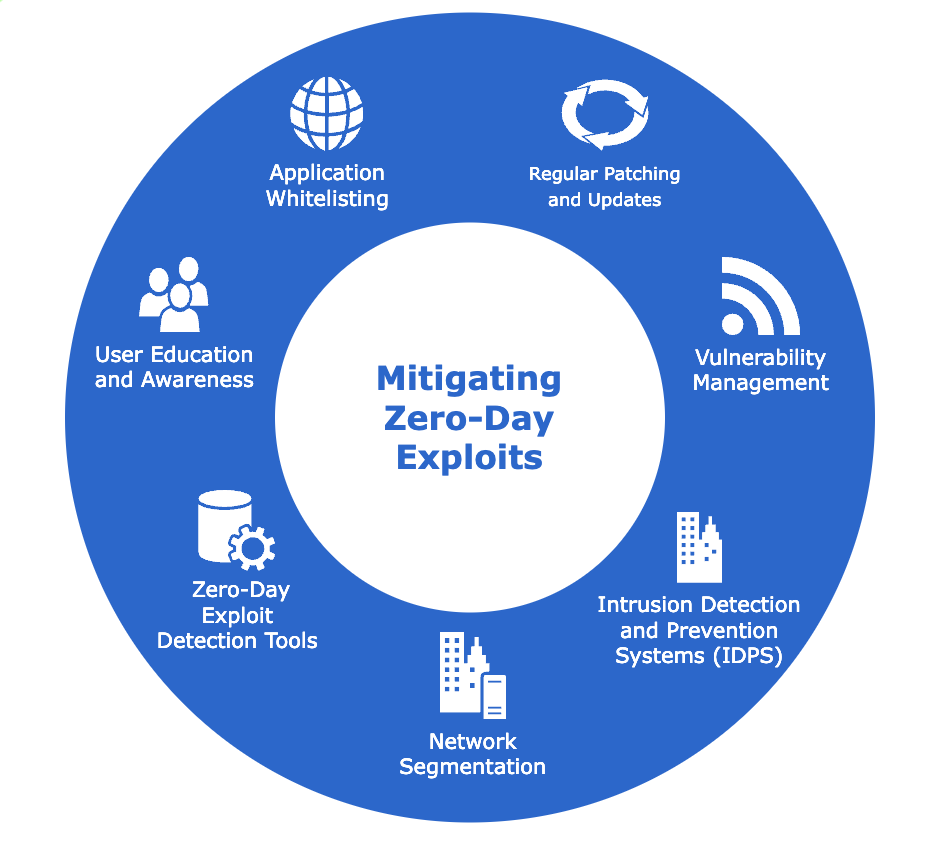 Application
Whitelisting
Regular Patching
and Updates
User Education
and Awareness
Vulnerability
Management
Mitigating
Zero-Day
Exploits
Zero-Day
Exploit
Detection Tools
Intrusion Detection
and Prevention
Systems (IDPS)
Network
Segmentation